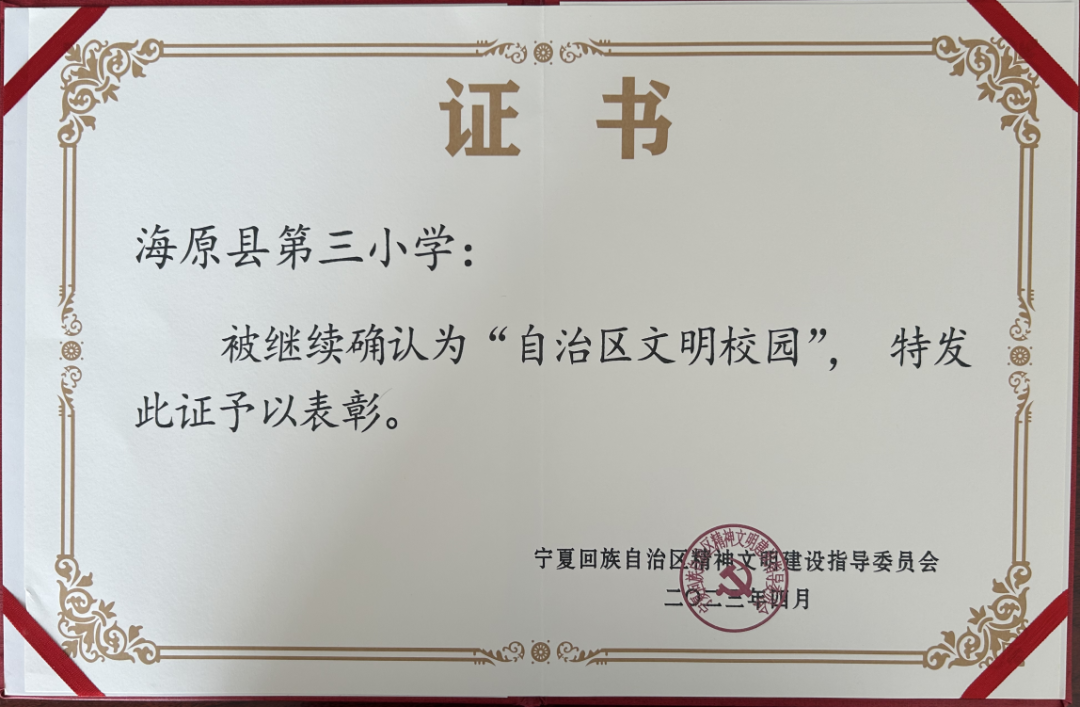 证书
海原县第三小学：
被继续确认为“自治区文明校园”， 特发
此证予以表彰。
宁夏回族自治区精神文明建设指导委员会
二〇二三年四月